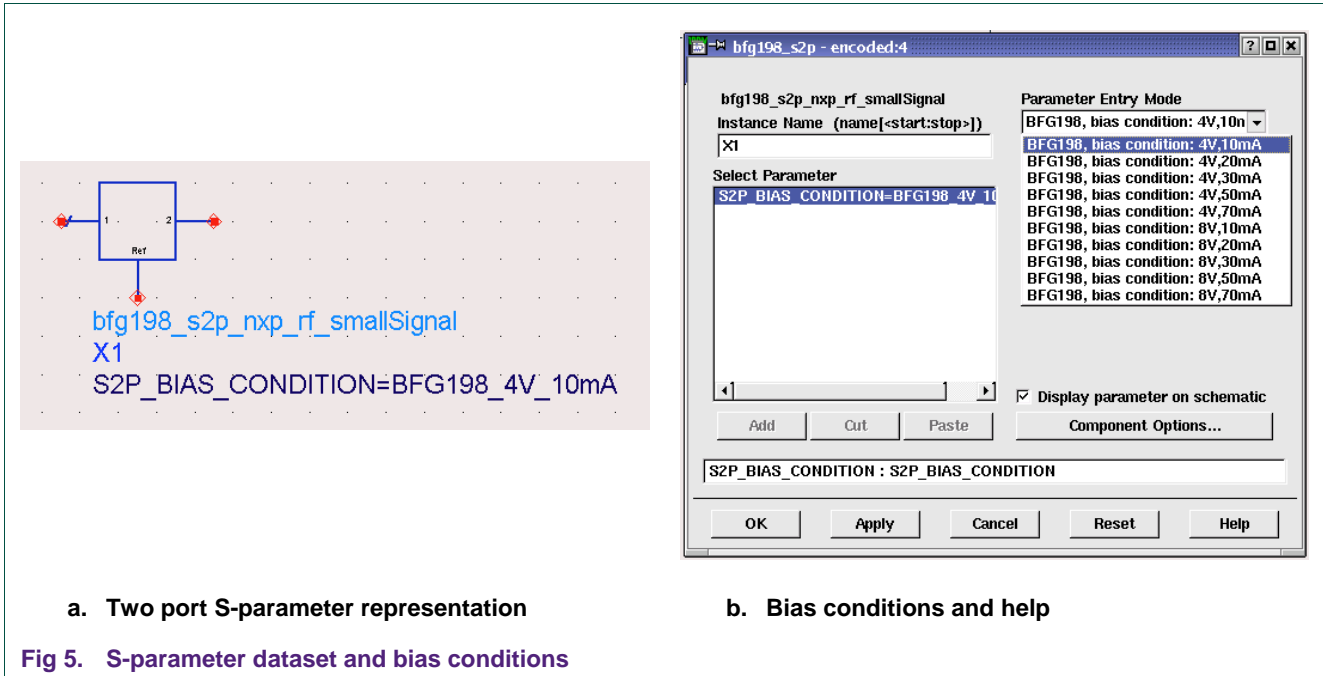 1
2
Ref
bfg198_s2p_nxp_rf_smallSignal
X1
S2P_BIAS_CONDITION=BFG198_4V_10mA
bfg198_s2p - encoded:4
bfg198_s2p_nxp_rf_smallSignal
Instance Name (name[<start:stop>])
X1
Select Parameter
S2P_BIAS_CONDITION=BFG198_4V_10
Parameter Entry Mode
BFG198, bias condition: 4V,10n
BFG198, bias condition: 4V,10mA
BFG198, bias condition: 4V,20mA
BFG198, bias condition: 4V,30mA
BFG198, bias condition: 4V,50mA
BFG198, bias condition: 4V,70mA
BFG198, bias condition: 8V,10mA
BFG198, bias condition: 8V,20mA
BFG198, bias condition: 8V,30mA
BFG198, bias condition: 8V,50mA
BFG198, bias condition: 8V,70mA
Display parameter on schematic
Add Cut Paste Component Options...
S2P_BIAS_CONDITION : S2P_BIAS_CONDITION
OK Apply Cancel Reset Help
a. Two port S-parameter representation
b. Bias conditions and help
Fig 5. S-parameter dataset and bias conditions